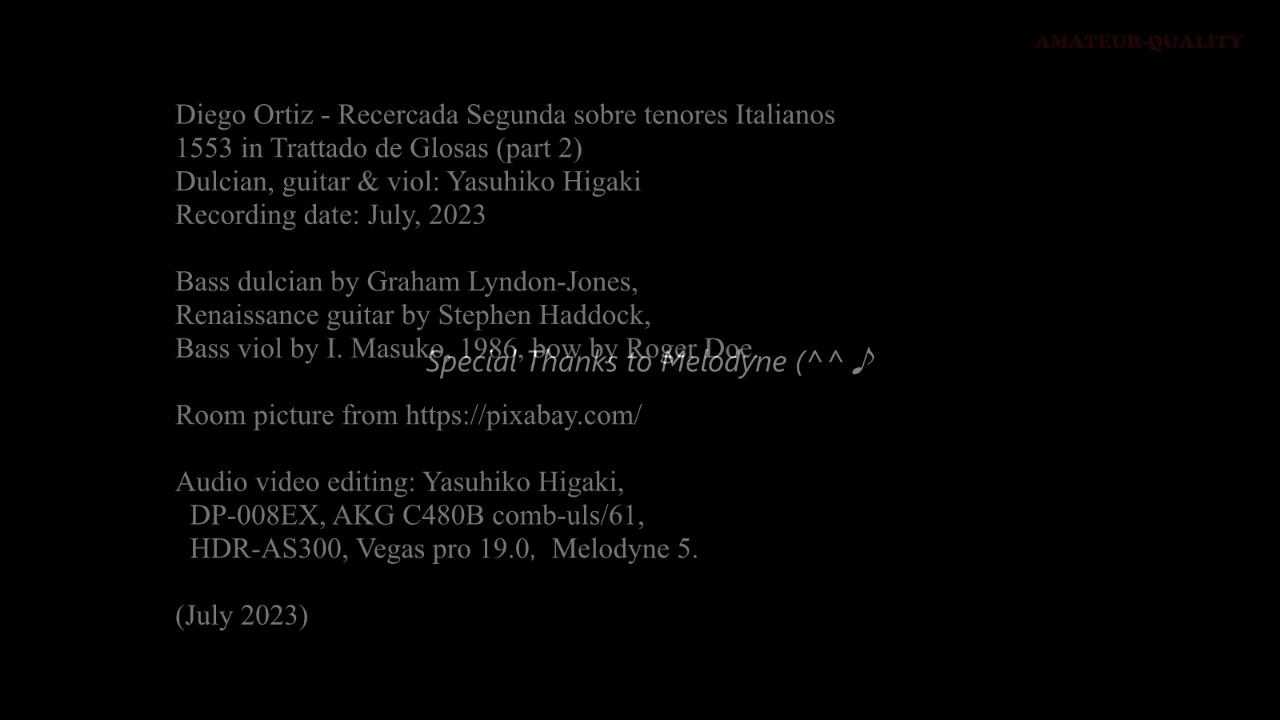 AMATEUR-QUALITY
Diego Ortiz - Recercada Segunda sobre tenores Italianos
1553 in Trattado de Glosas (part 2)
Dulcian, guitar & viol: Yasuhiko Higaki
Recording date: July, 2023
Bass dulcian by Graham Lyndon-Jones,
Renaissance guitar by Stephen Haddock,
Bass viol by I. Masuko, 1986, bow by Roger Doe.
Special Thanks to Melodyne (^^♪
Room picture from https://pixabay.com/
Audio video editing: Yasuhiko Higaki,
DP-008EX, AKG C480B comb-uls/61,
HDR-AS300, Vegas pro 19.0, Melodyne 5.
(July 2023)